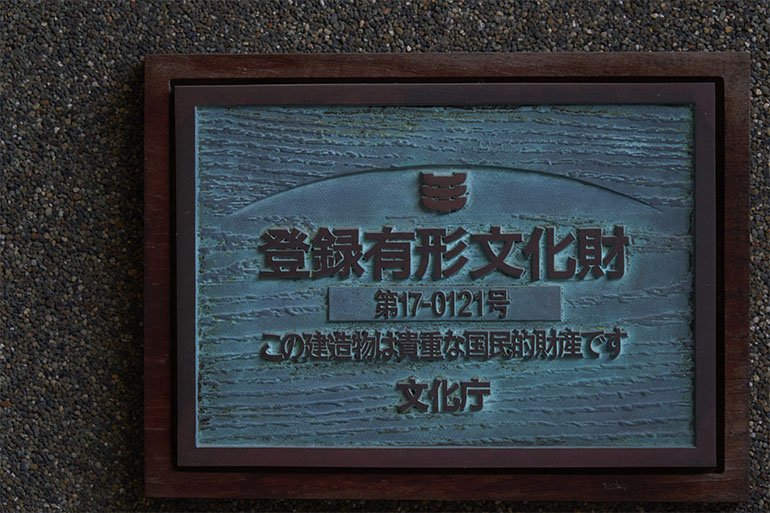 登録有形文化財
第17-0121号
この建造物は貴重な国民的財産です
文化庁